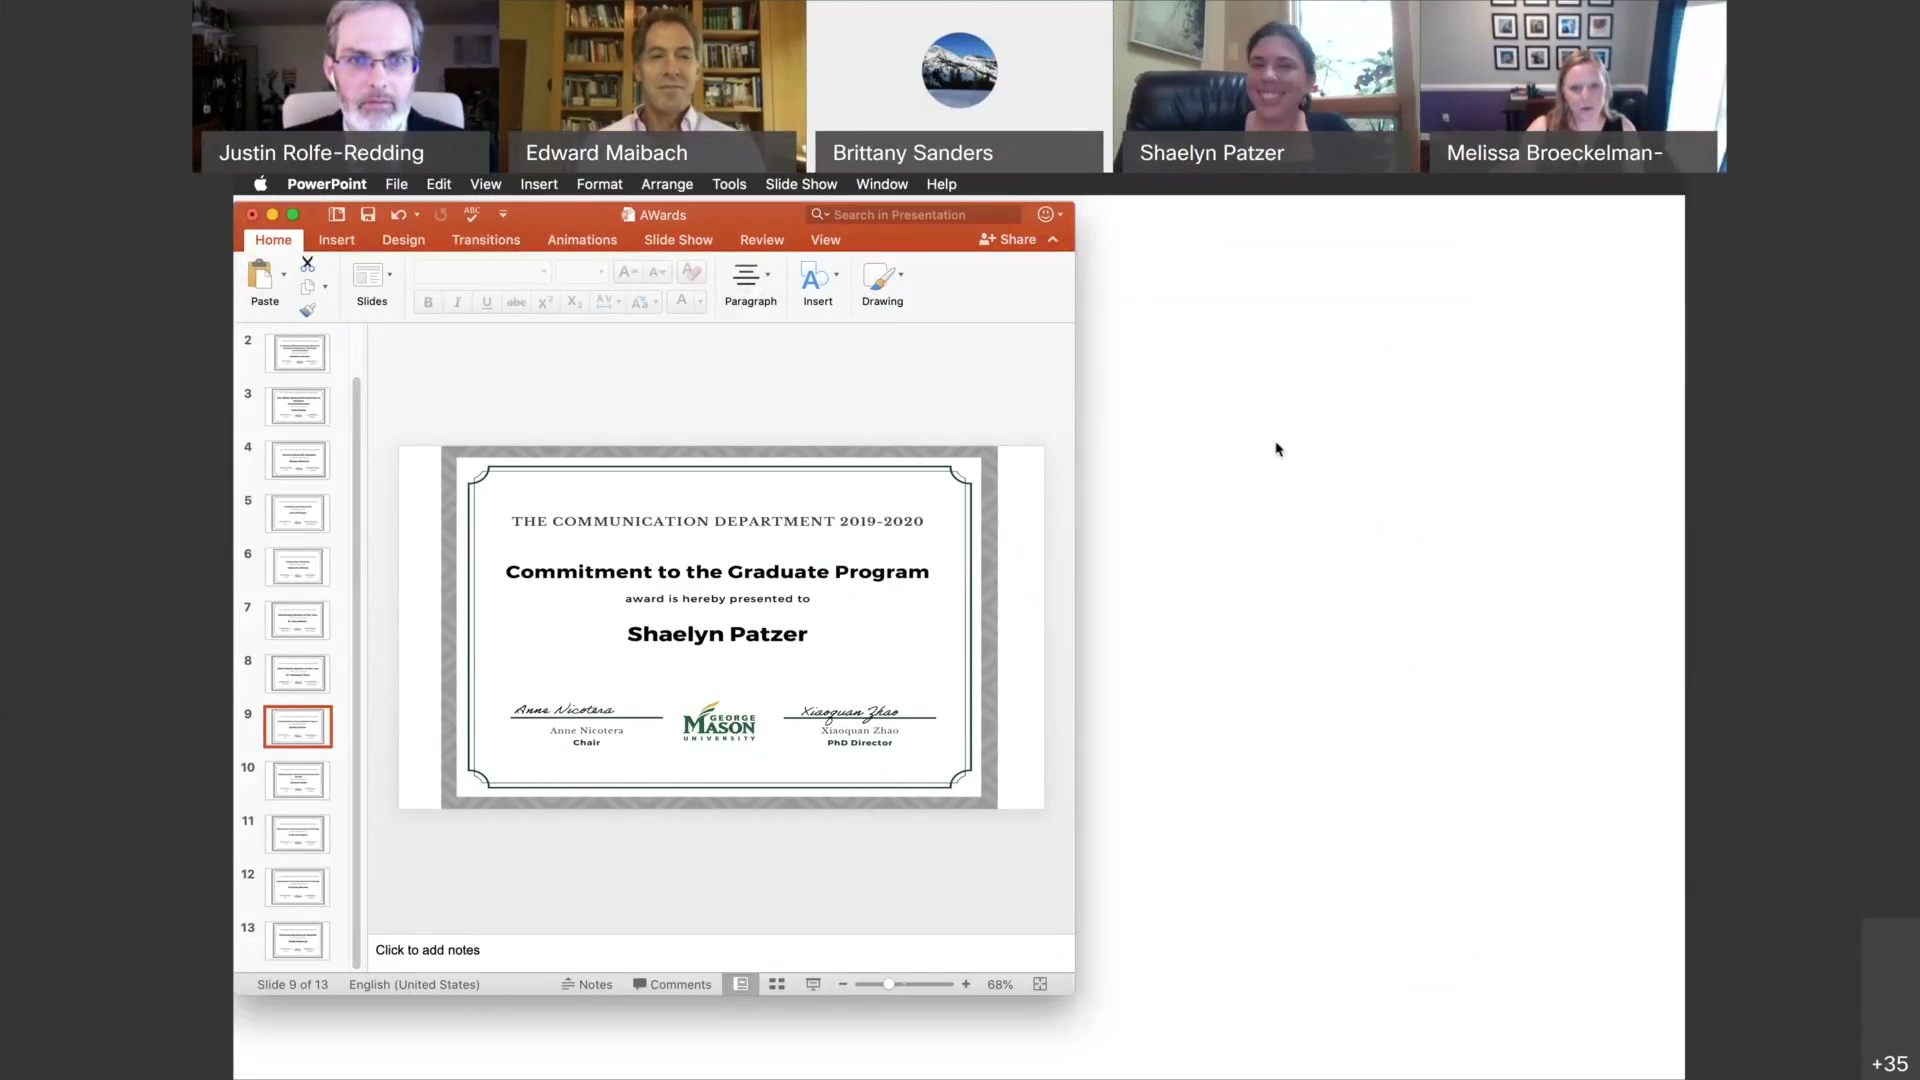 Justin Rolfe-Redding
Edward Maibach
Brittany Sanders
Shaelyn Patzer
Melissa Broeckelman-
PowerPoint File Edit View Insert Format Arrange Tools Slide Show Window Help
AWards
Search in Presentation
Home Insert Design Transitions Animations Slide Show Review View Share
Paste Slides Paragraph Insert Drawing
2
3
4
5
6
7
8
9
10
11
12
13
THE COMMUNICATION DEPARTMENT 2019-2020
Commitment to the Graduate Program
award is hereby presented to
Shaelyn Patzer
Anne Nicotera
Anne Nicotera
Chair
GEORGE
MASON
UNIVERSITY
Xiaoquan Zhao
Xiaoquan Zhao
PhD Director
Click to add notes
Slide 9 of 13 English (United States) Notes Comments 68%
+35